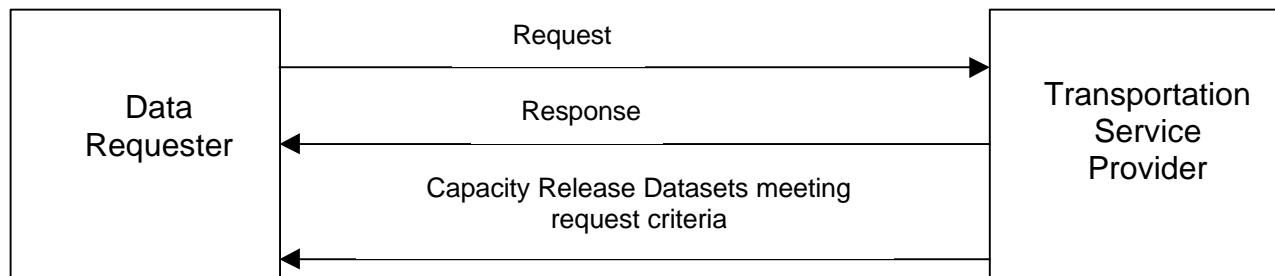 Request
Data
Requester
Response
Transportation
Service
Provider
Capacity Release Datasets meeting
request criteria